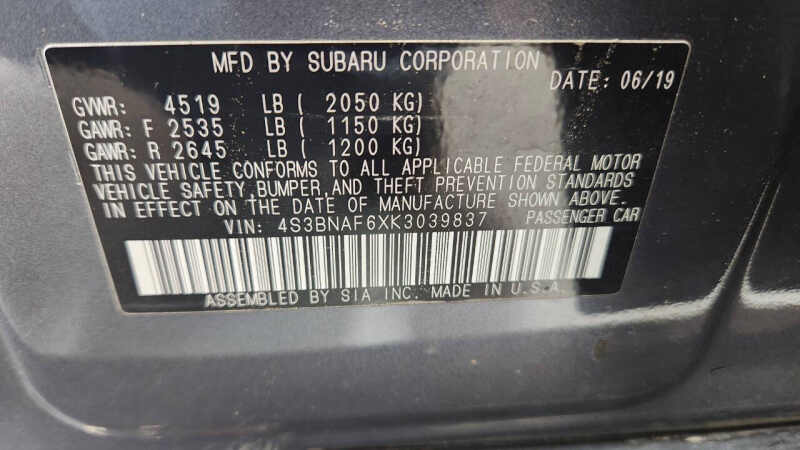 MFD BY SUBARU CORPORATION
DATE: 06/19
GVWR: 4519 LB ( 2050 KG)
GAWR: F 2535 LB ( 1150 KG)
GAWR: R 2645 LB ( 1200 KG)
THIS VEHICLE CONFORMS TO ALL APPLICABLE FEDERAL MOTOR
VEHICLE SAFETY, BUMPER, AND THEFT PREVENTION STANDARDS
IN EFFECT ON THE DATE OF MANUFACTURE SHOWN ABOVE.
VIN: 4S3BNAF6XK3039837 PASSENGER CAR
ASSEMBLED BY SIA INC. MADE IN U.S.A.